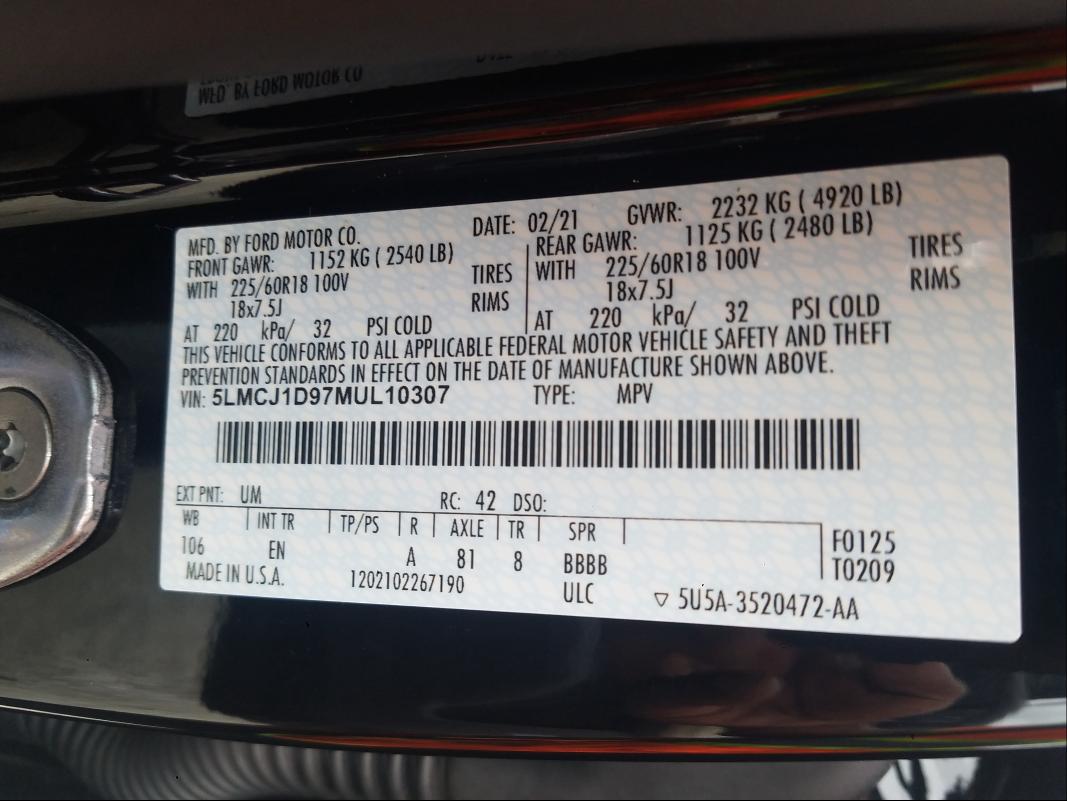 MFD. BY FORD MOTOR CO.
DATE: 02/21 GVWR: 2232 KG ( 4920 LB)
FRONT GAWR: 1152 KG ( 2540 LB) REAR GAWR: 1125 KG ( 2480 LB)
WITH 225/60R18 100V TIRES WITH 225/60R18 100V TIRES
18x7.5J RIMS 18x7.5J RIMS
AT 220 kPa/ 32 PSI COLD AT 220 kPa/ 32 PSI COLD
THIS VEHICLE CONFORMS TO ALL APPLICABLE FEDERAL MOTOR VEHICLE SAFETY AND THEFT
PREVENTION STANDARDS IN EFFECT ON THE DATE OF MANUFACTURE SHOWN ABOVE.
VIN: 5LMCJ1D97MUL10307 TYPE: MPV
EXT PNT: UM RC: 42 DSO:
WB INT TR TP/PS R AXLE TR SPR
106 EN A 81 8 BBBB
F0125
T0209
MADE IN U.S.A. 1202102267190 ULC ▽ 5U5A-3520472-AA
MFD. BY FORD MOTOR CO